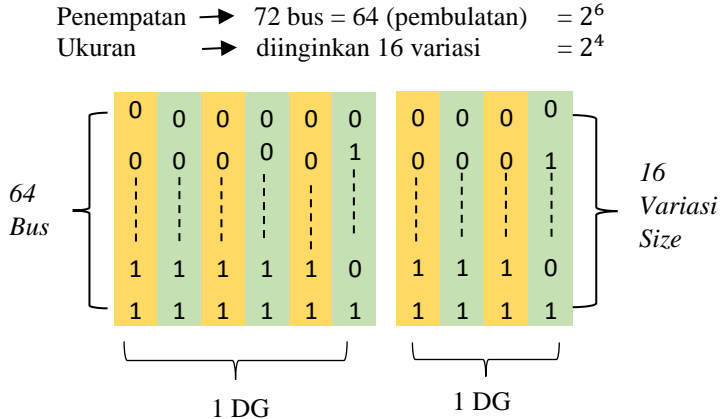 Penempatan → 72 bus = 64 (pembulatan) = 2⁶
Ukuran → diinginkan 16 variasi = 2⁴
0 0 0 0 0 0 0 0 0 0
0 0 0 0 0 1 0 0 0 1
64
Bus
16
Variasi
Size
1 1 1 1 1 0 1 1 1 0
1 1 1 1 1 1 1 1 1 1
1 DG 1 DG